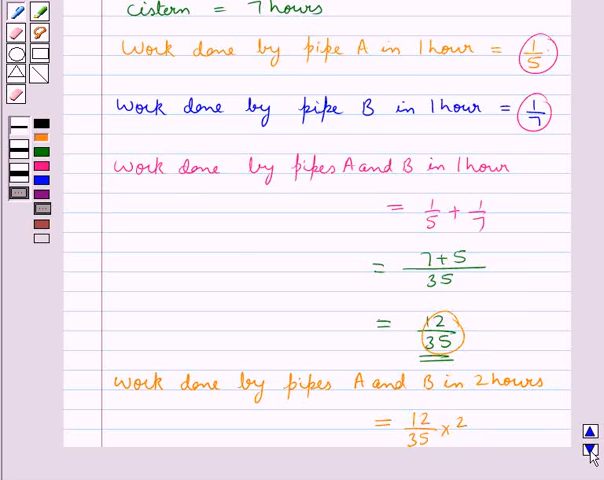 cistern = 7 hours
Work done by pipe A in 1 hour = 1/5
Work done by pipe B in 1 hour = 1/7
Work done by pipes A and B in 1 hour
= 1/5 + 1/7
= 7+5/35
= 12/35
Work done by pipes A and B in 2 hours
= 12/35 × 2